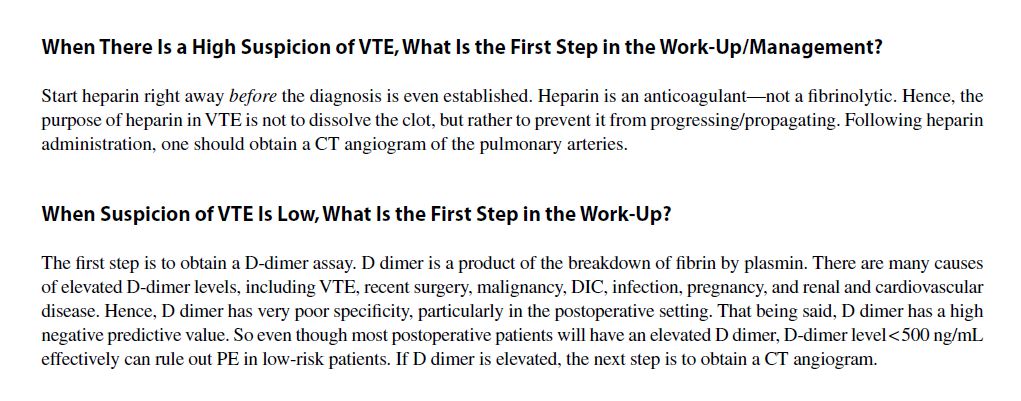 When There Is a High Suspicion of VTE, What Is the First Step in the Work-Up/Management?
Start heparin right away before the diagnosis is even established. Heparin is an anticoagulant—not a fibrinolytic. Hence, the
purpose of heparin in VTE is not to dissolve the clot, but rather to prevent it from progressing/propagating. Following heparin
administration, one should obtain a CT angiogram of the pulmonary arteries.
When Suspicion of VTE Is Low, What Is the First Step in the Work-Up?
The first step is to obtain a D-dimer assay. D dimer is a product of the breakdown of fibrin by plasmin. There are many causes
of elevated D-dimer levels, including VTE, recent surgery, malignancy, DIC, infection, pregnancy, and renal and cardiovascular
disease. Hence, D dimer has very poor specificity, particularly in the postoperative setting. That being said, D dimer has a high
negative predictive value. So even though most postoperative patients will have an elevated D dimer, D-dimer level<500 ng/mL
effectively can rule out PE in low-risk patients. If D dimer is elevated, the next step is to obtain a CT angiogram.